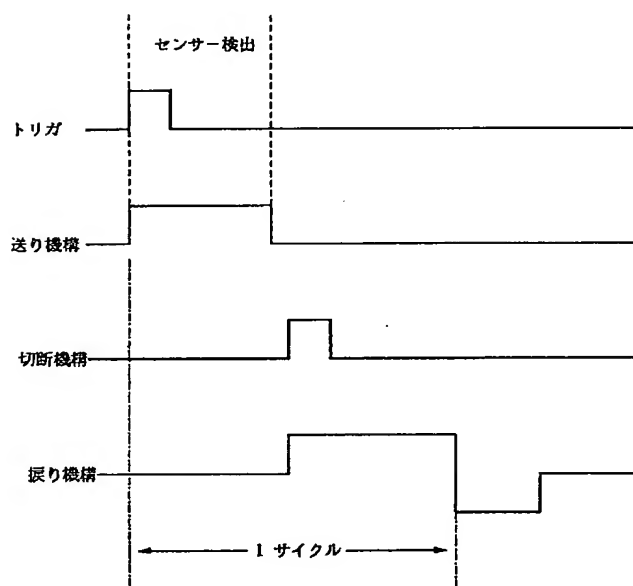 センサー検出
トリガ
送り機構
切断機構
捩り機構
1 サイクル